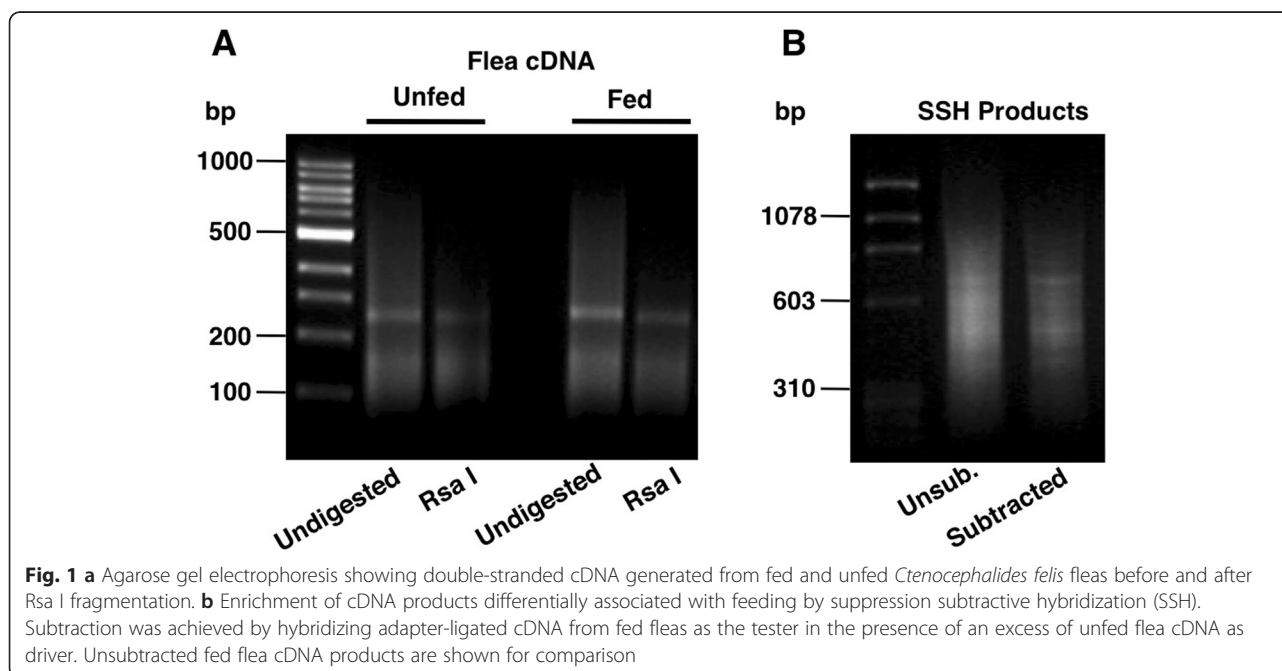 A
Flea cDNA
Unfed Fed
bp
1000
500
200
100
Undigested
Rsa I
Undigested
Rsa I
B
SSH Products
bp
1078
603
310
Unsub.
Subtracted
Fig. 1 a Agarose gel electrophoresis showing double-stranded cDNA generated from fed and unfed Ctenocephalides felis fleas before and after
Rsa I fragmentation. b Enrichment of cDNA products differentially associated with feeding by suppression subtractive hybridization (SSH).
Subtraction was achieved by hybridizing adapter-ligated cDNA from fed fleas as the tester in the presence of an excess of unfed flea cDNA as
driver. Unsubtracted fed flea cDNA products are shown for comparison